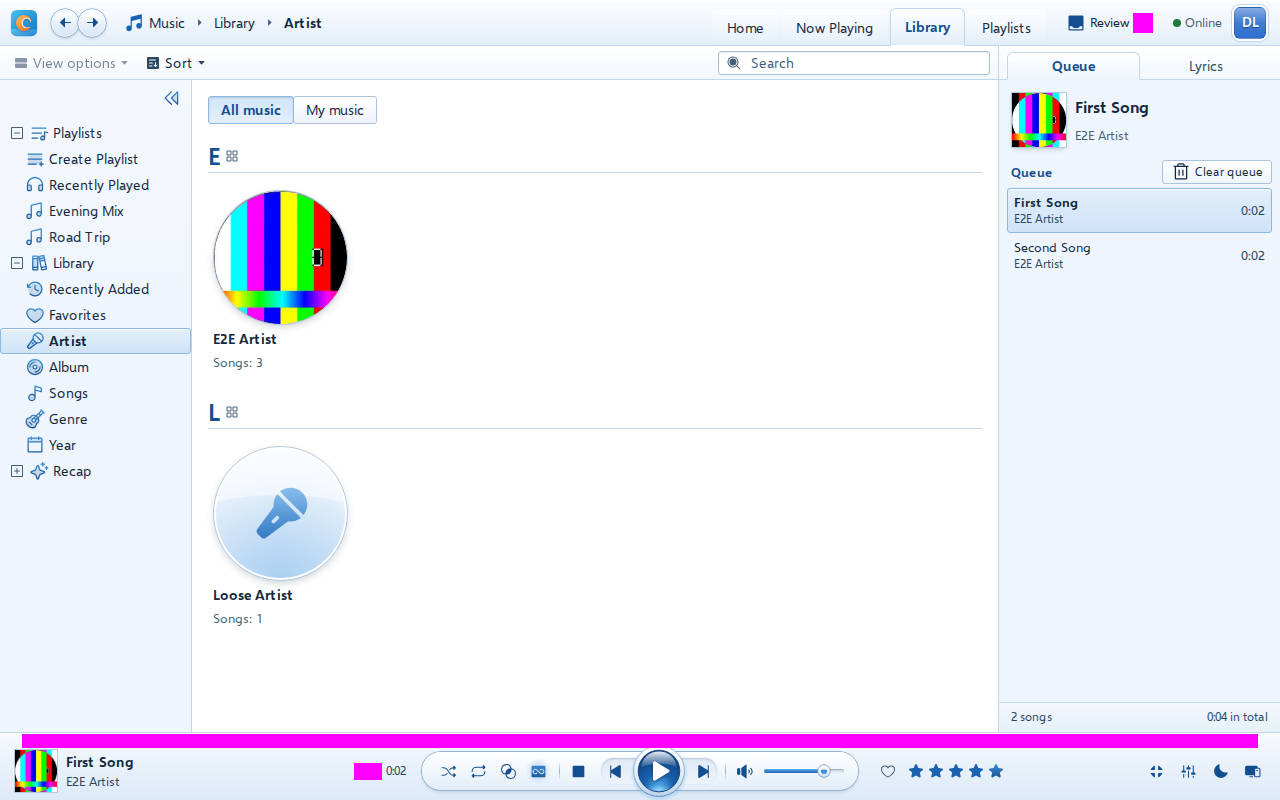 Music
Library
Artist
Home
Now Playing
Library
Playlists
Review
Online
DL
View options
Sort
Search
Queue
Lyrics
Playlists
Create Playlist
Recently Played
Evening Mix
Road Trip
Library
Recently Added
Favorites
Artist
Album
Songs
Genre
Year
Recap
All music
My music
E
E2E Artist
Songs: 3
L
Loose Artist
Songs: 1
First Song
E2E Artist
Queue
Clear queue
First Song
E2E Artist
0:02
Second Song
E2E Artist
0:02
2 songs
0:04 in total
First Song
E2E Artist
0:02